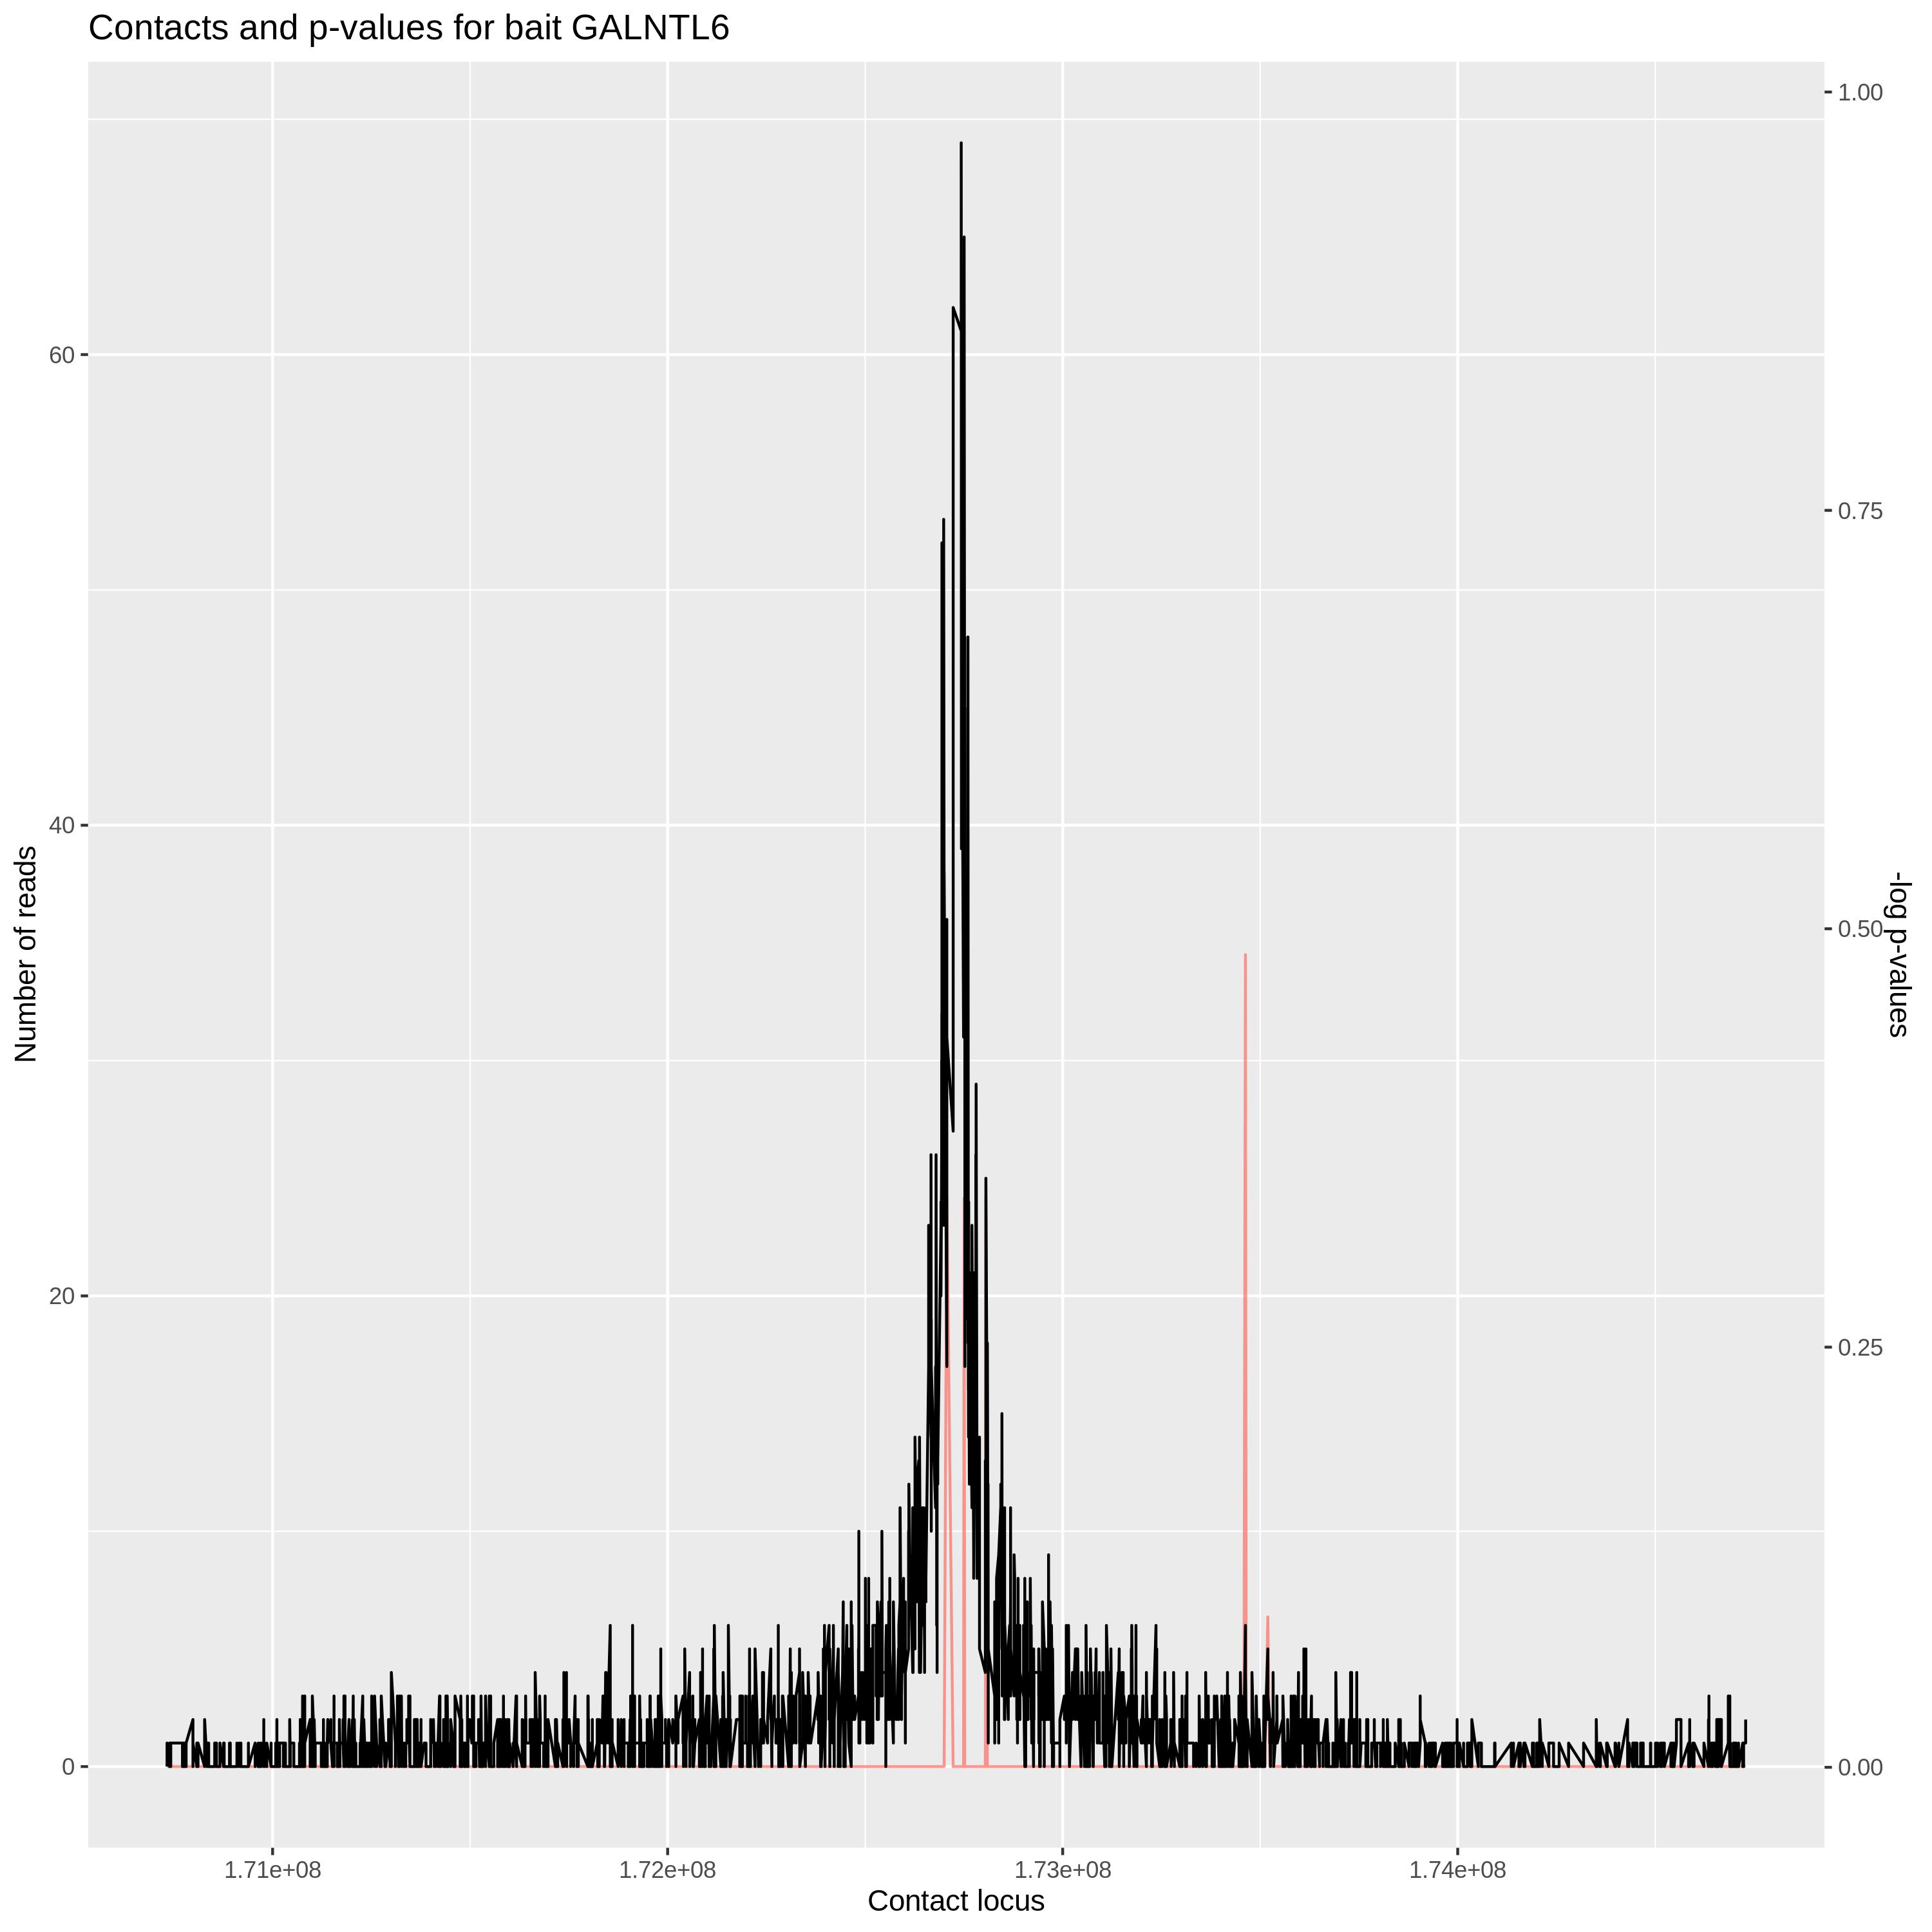 Contacts and p-values for bait GALNTL6
1.00
60
0.75
40
Number of reads
0.50
-log p-values
20
0.25
0
0.00
1.71e+08
1.72e+08
1.73e+08
1.74e+08
Contact locus